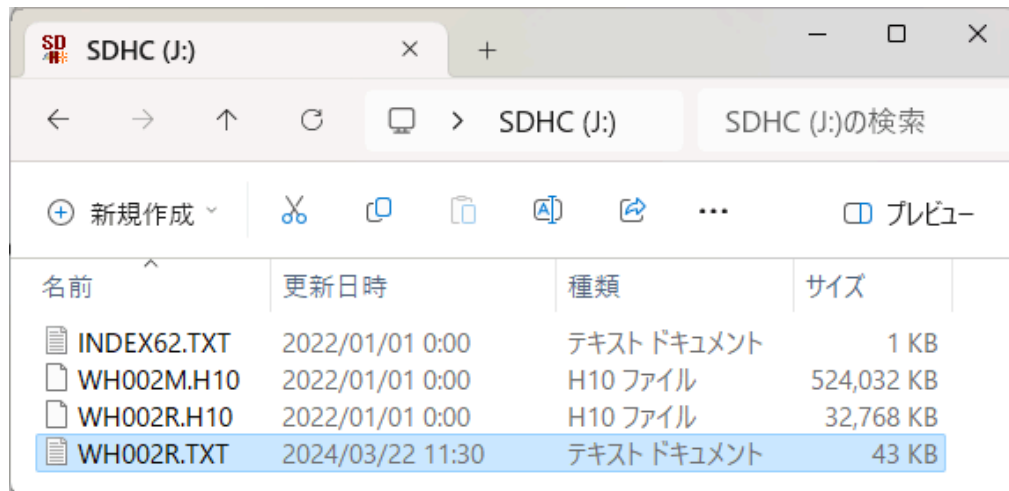 SD SDHC (J:)
SDHC (J:) SDHC (J:)の検索
新規作成 プレビュー
名前 更新日時 種類 サイズ
INDEX62.TXT 2022/01/01 0:00 テキスト ドキュメント 1 KB
WH002M.H10 2022/01/01 0:00 H10 ファイル 524,032 KB
WH002R.H10 2022/01/01 0:00 H10 ファイル 32,768 KB
WH002R.TXT 2024/03/22 11:30 テキスト ドキュメント 43 KB